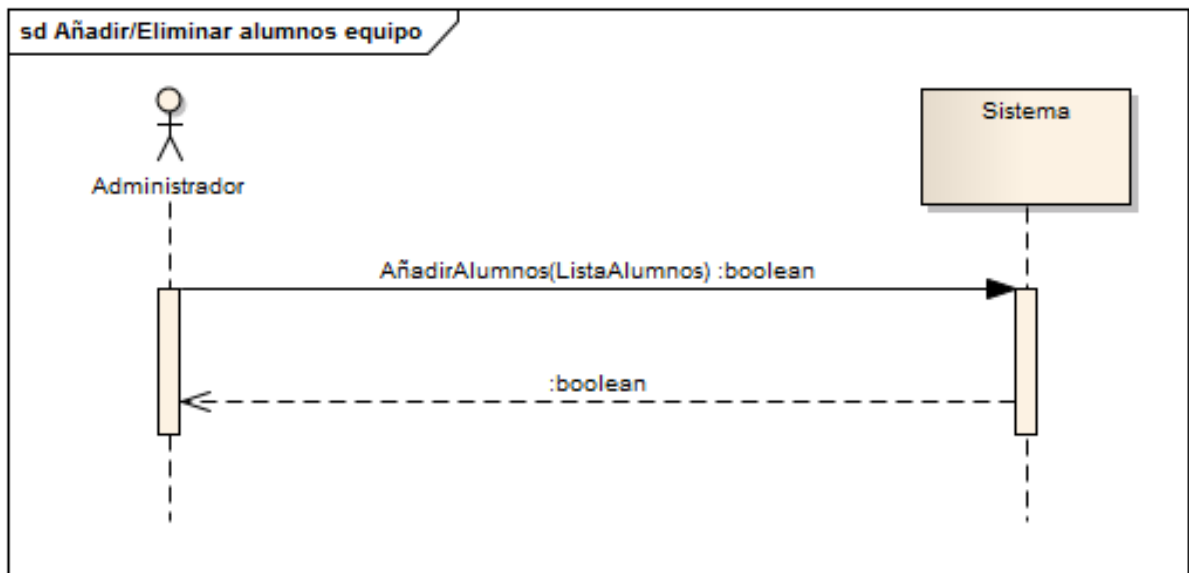 sd Añadir/Eliminar alumnos equipo
Sistema
Administrador
AñadirAlumnos(ListaAlumnos) :boolean
:boolean